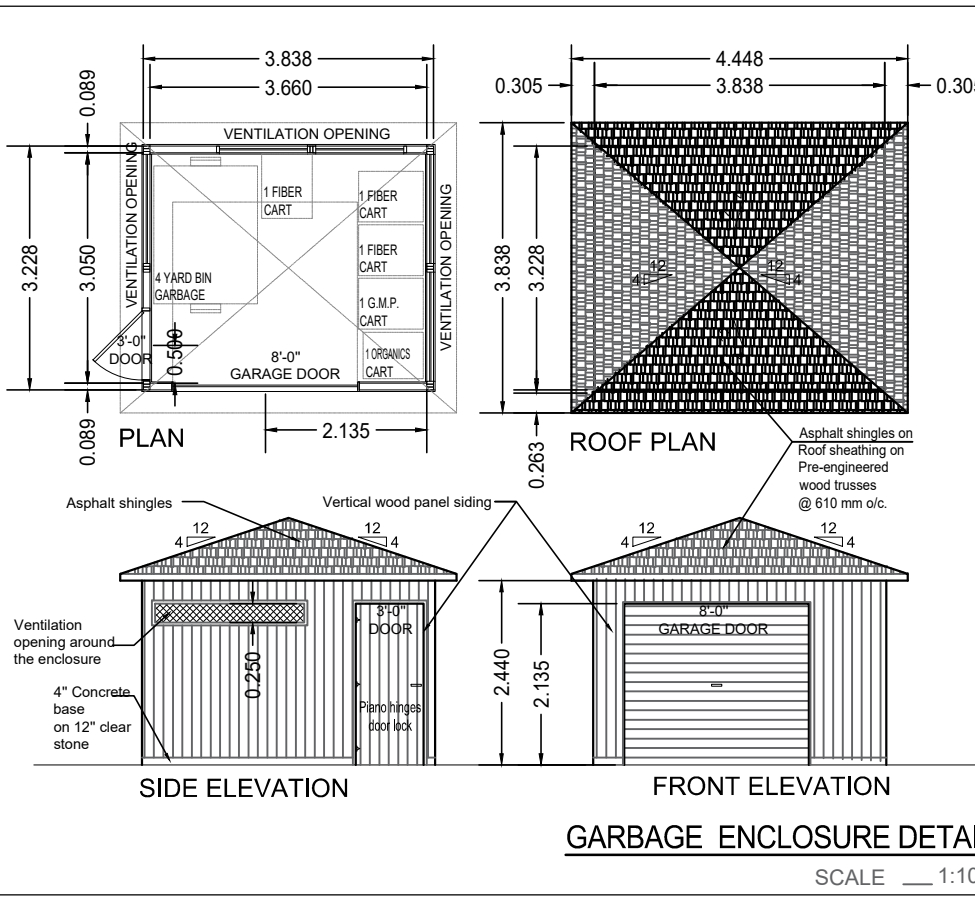 3.838
3.660
0.089
VENTILATION OPENING
VENTILATION OPENING
VENTILATION OPENING
3.228
3.050
1 FIBER
CART
1 FIBER
CART
1 FIBER
CART
4 YARD BIN
GARBAGE
1 G.M.P.
CART
1 ORGANICS
CART
3'-0"
DOOR
0.500
8'-0"
GARAGE DOOR
0.089
2.135
PLAN
4.448
0.305
3.838
3.838
3.228
12
4
12
4
0.263
ROOF PLAN
Asphalt shingles on
Roof sheathing on
Pre-engineered
wood trusses
@ 610 mm o/c.
Asphalt shingles
Vertical wood panel siding
12
4
12
4
Ventilation
opening around
the enclosure
0.250
3'-0"
DOOR
4" Concrete
base
on 12" clear
stone
Piano hinges
door lock
SIDE ELEVATION
12
4
12
4
2.440
2.135
8'-0"
GARAGE DOOR
FRONT ELEVATION
GARBAGE ENCLOSURE
SCALE